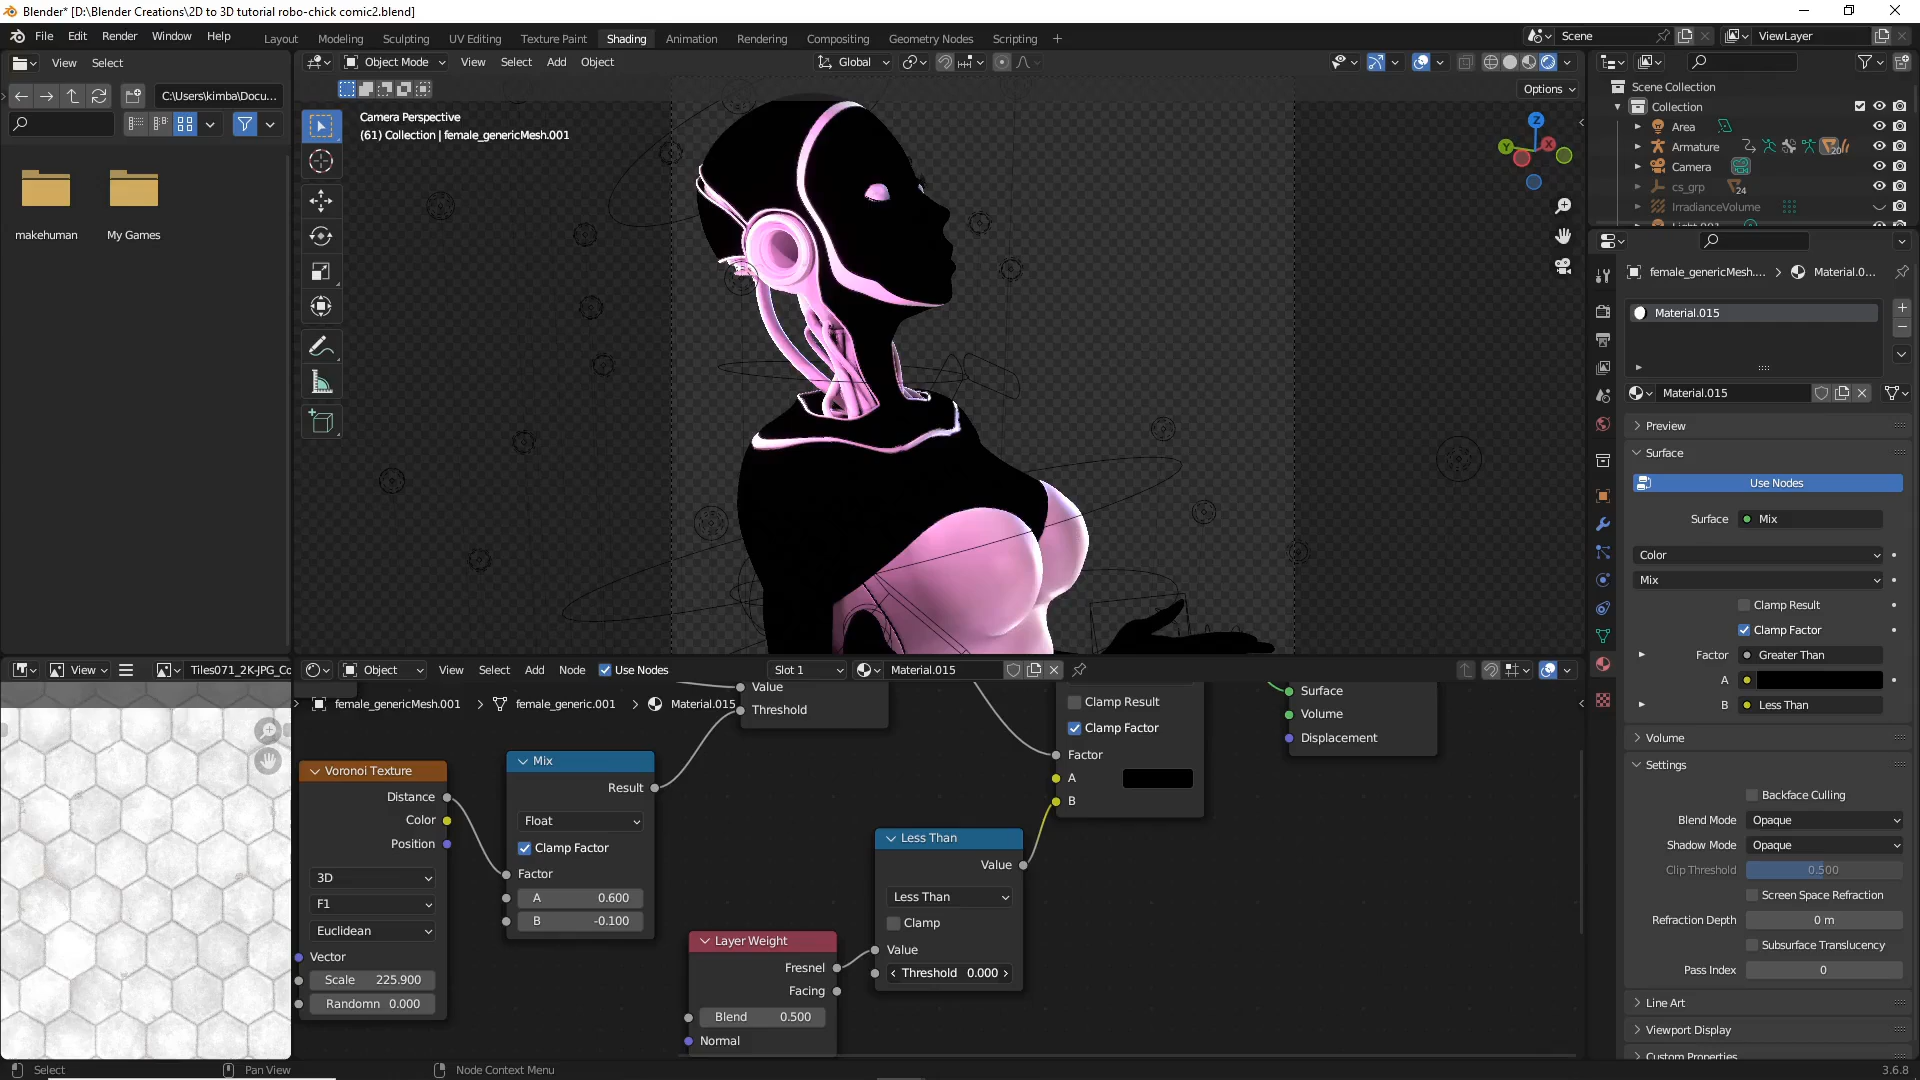 Blender* [D:\Blender Creations\2D to 3D tutorial robo-chick comic2.blend]
File Edit Render Window Help
Layout Modeling Sculpting UV Editing Texture Paint Shading Animation Rendering Compositing Geometry Nodes Scripting +
Scene
ViewLayer
View Select
C:\Users\kimba\Docu...
makehuman
My Games
Object Mode View Select Add Object
Global
Options
Camera Perspective
(61) Collection | female_genericMesh.001
Z
Y
X
Scene Collection
Collection
Area
Armature
20
Camera
cs_grp
24
IrradianceVolume
Light.001
female_genericMesh.... > Material.0...
Material.015
Material.015
Preview
Surface
Use Nodes
Surface Mix
Color
Mix
Clamp Result
Clamp Factor
Factor Greater Than
A
B Less Than
Volume
Settings
Backface Culling
Blend Mode Opaque
Shadow Mode Opaque
Clip Threshold 0.500
Screen Space Refraction
Refraction Depth 0 m
Subsurface Translucency
Pass Index 0
Line Art
Viewport Display
Custom Properties
View
Tiles071_2K-JPG_Co
Object View Select Add Node Use Nodes
Slot 1
Material.015
female_genericMesh.001 > female_generic.001 > Material.015
Value
Threshold
Voronoi Texture
Distance
Color
Position
3D
F1
Euclidean
Vector
Scale 225.900
Randomn 0.000
Mix
Result
Float
Clamp Factor
Factor
A 0.600
B -0.100
Layer Weight
Fresnel
Facing
Blend 0.500
Normal
Less Than
Value
Less Than
Clamp
Value
Threshold 0.000
Clamp Result
Clamp Factor
Factor
A
B
Surface
Volume
Displacement
Select
Pan View
Node Context Menu
3.6.8